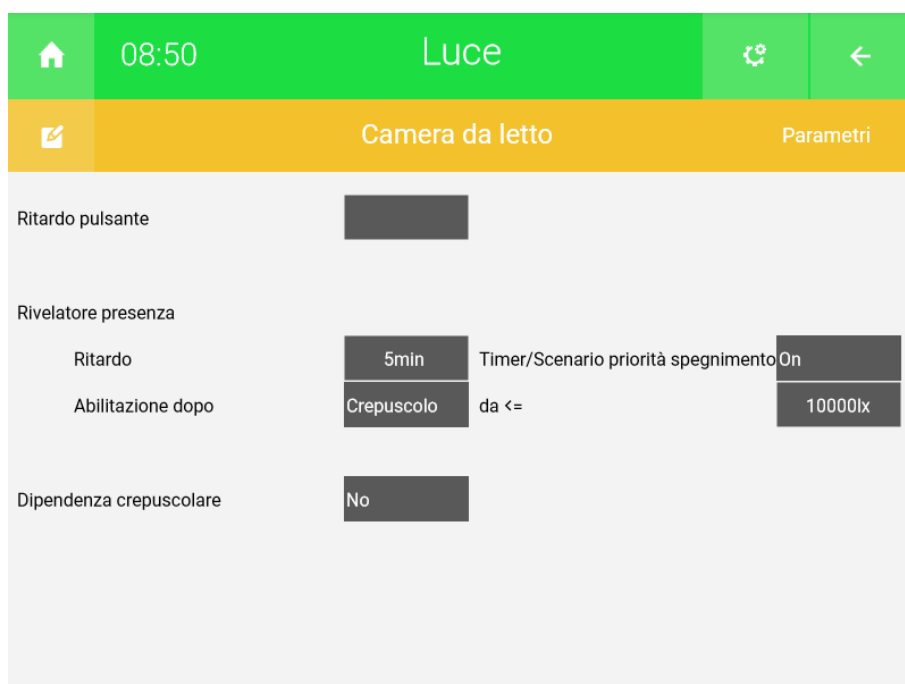 08:50 Luce
Camera da letto Parametri
Ritardo pulsante
Rivelatore presenza
Ritardo 5min Timer/Scenario priorità spegnimento On
Abilitazione dopo Crepuscolo da <= 10000lx
Dipendenza crepuscolare No